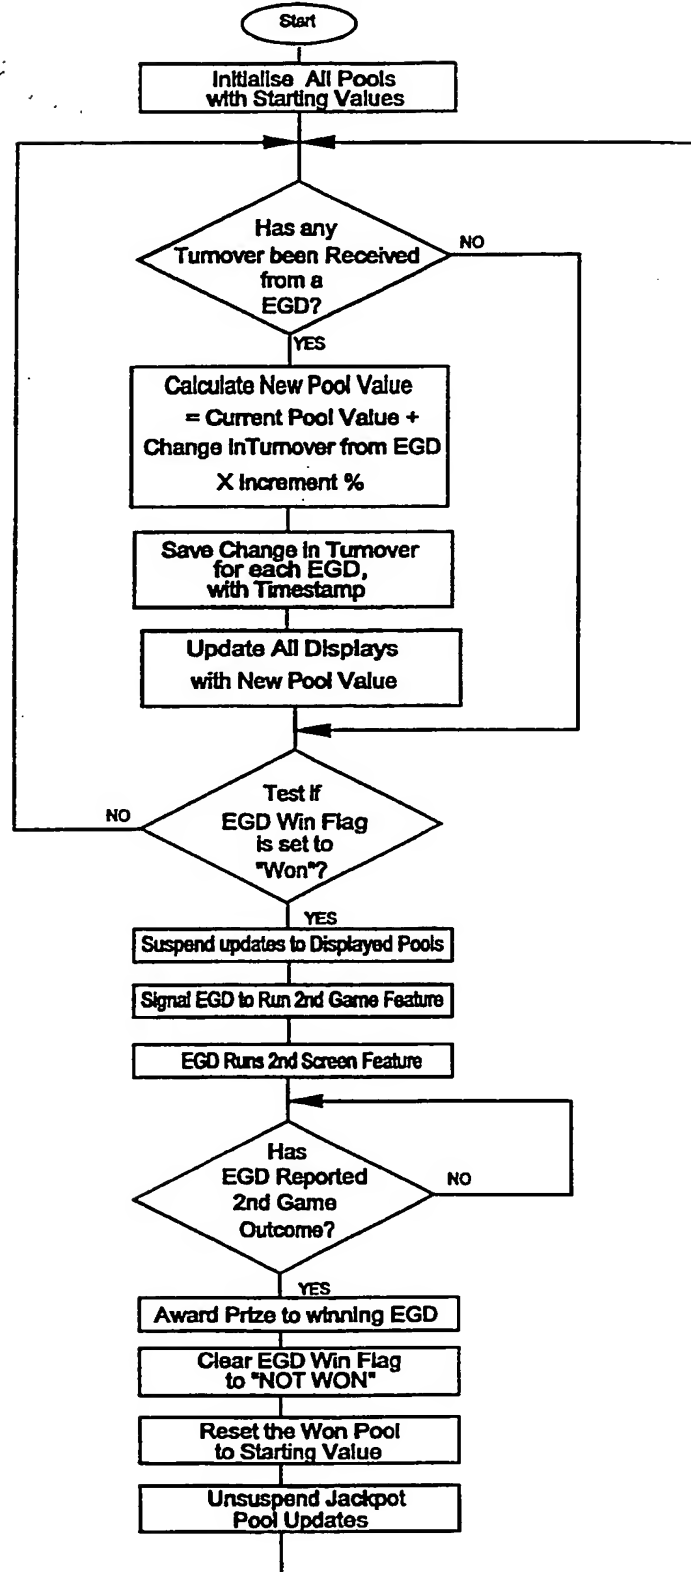 Start
Initialise All Pools
with Starting Values
Has any
Turnover been Received
from a
EGD?
NO
YES
Calculate New Pool Value
= Current Pool Value +
Change InTurnover from EGD
X Increment %
Save Change in Turnover
for each EGD,
with Timestamp
Update All Displays
with New Pool Value
Test if
EGD Win Flag
is set to
"Won"?
NO
YES
Suspend updates to Displayed Pools
Signal EGD to Run 2nd Game Feature
EGD Runs 2nd Screen Feature
Has
EGD Reported
2nd Game
Outcome?
NO
YES
Award Prize to winning EGD
Clear EGD Win Flag
to "NOT WON"
Reset the Won Pool
to Starting Value
Unsuspend Jackpot
Pool Updates